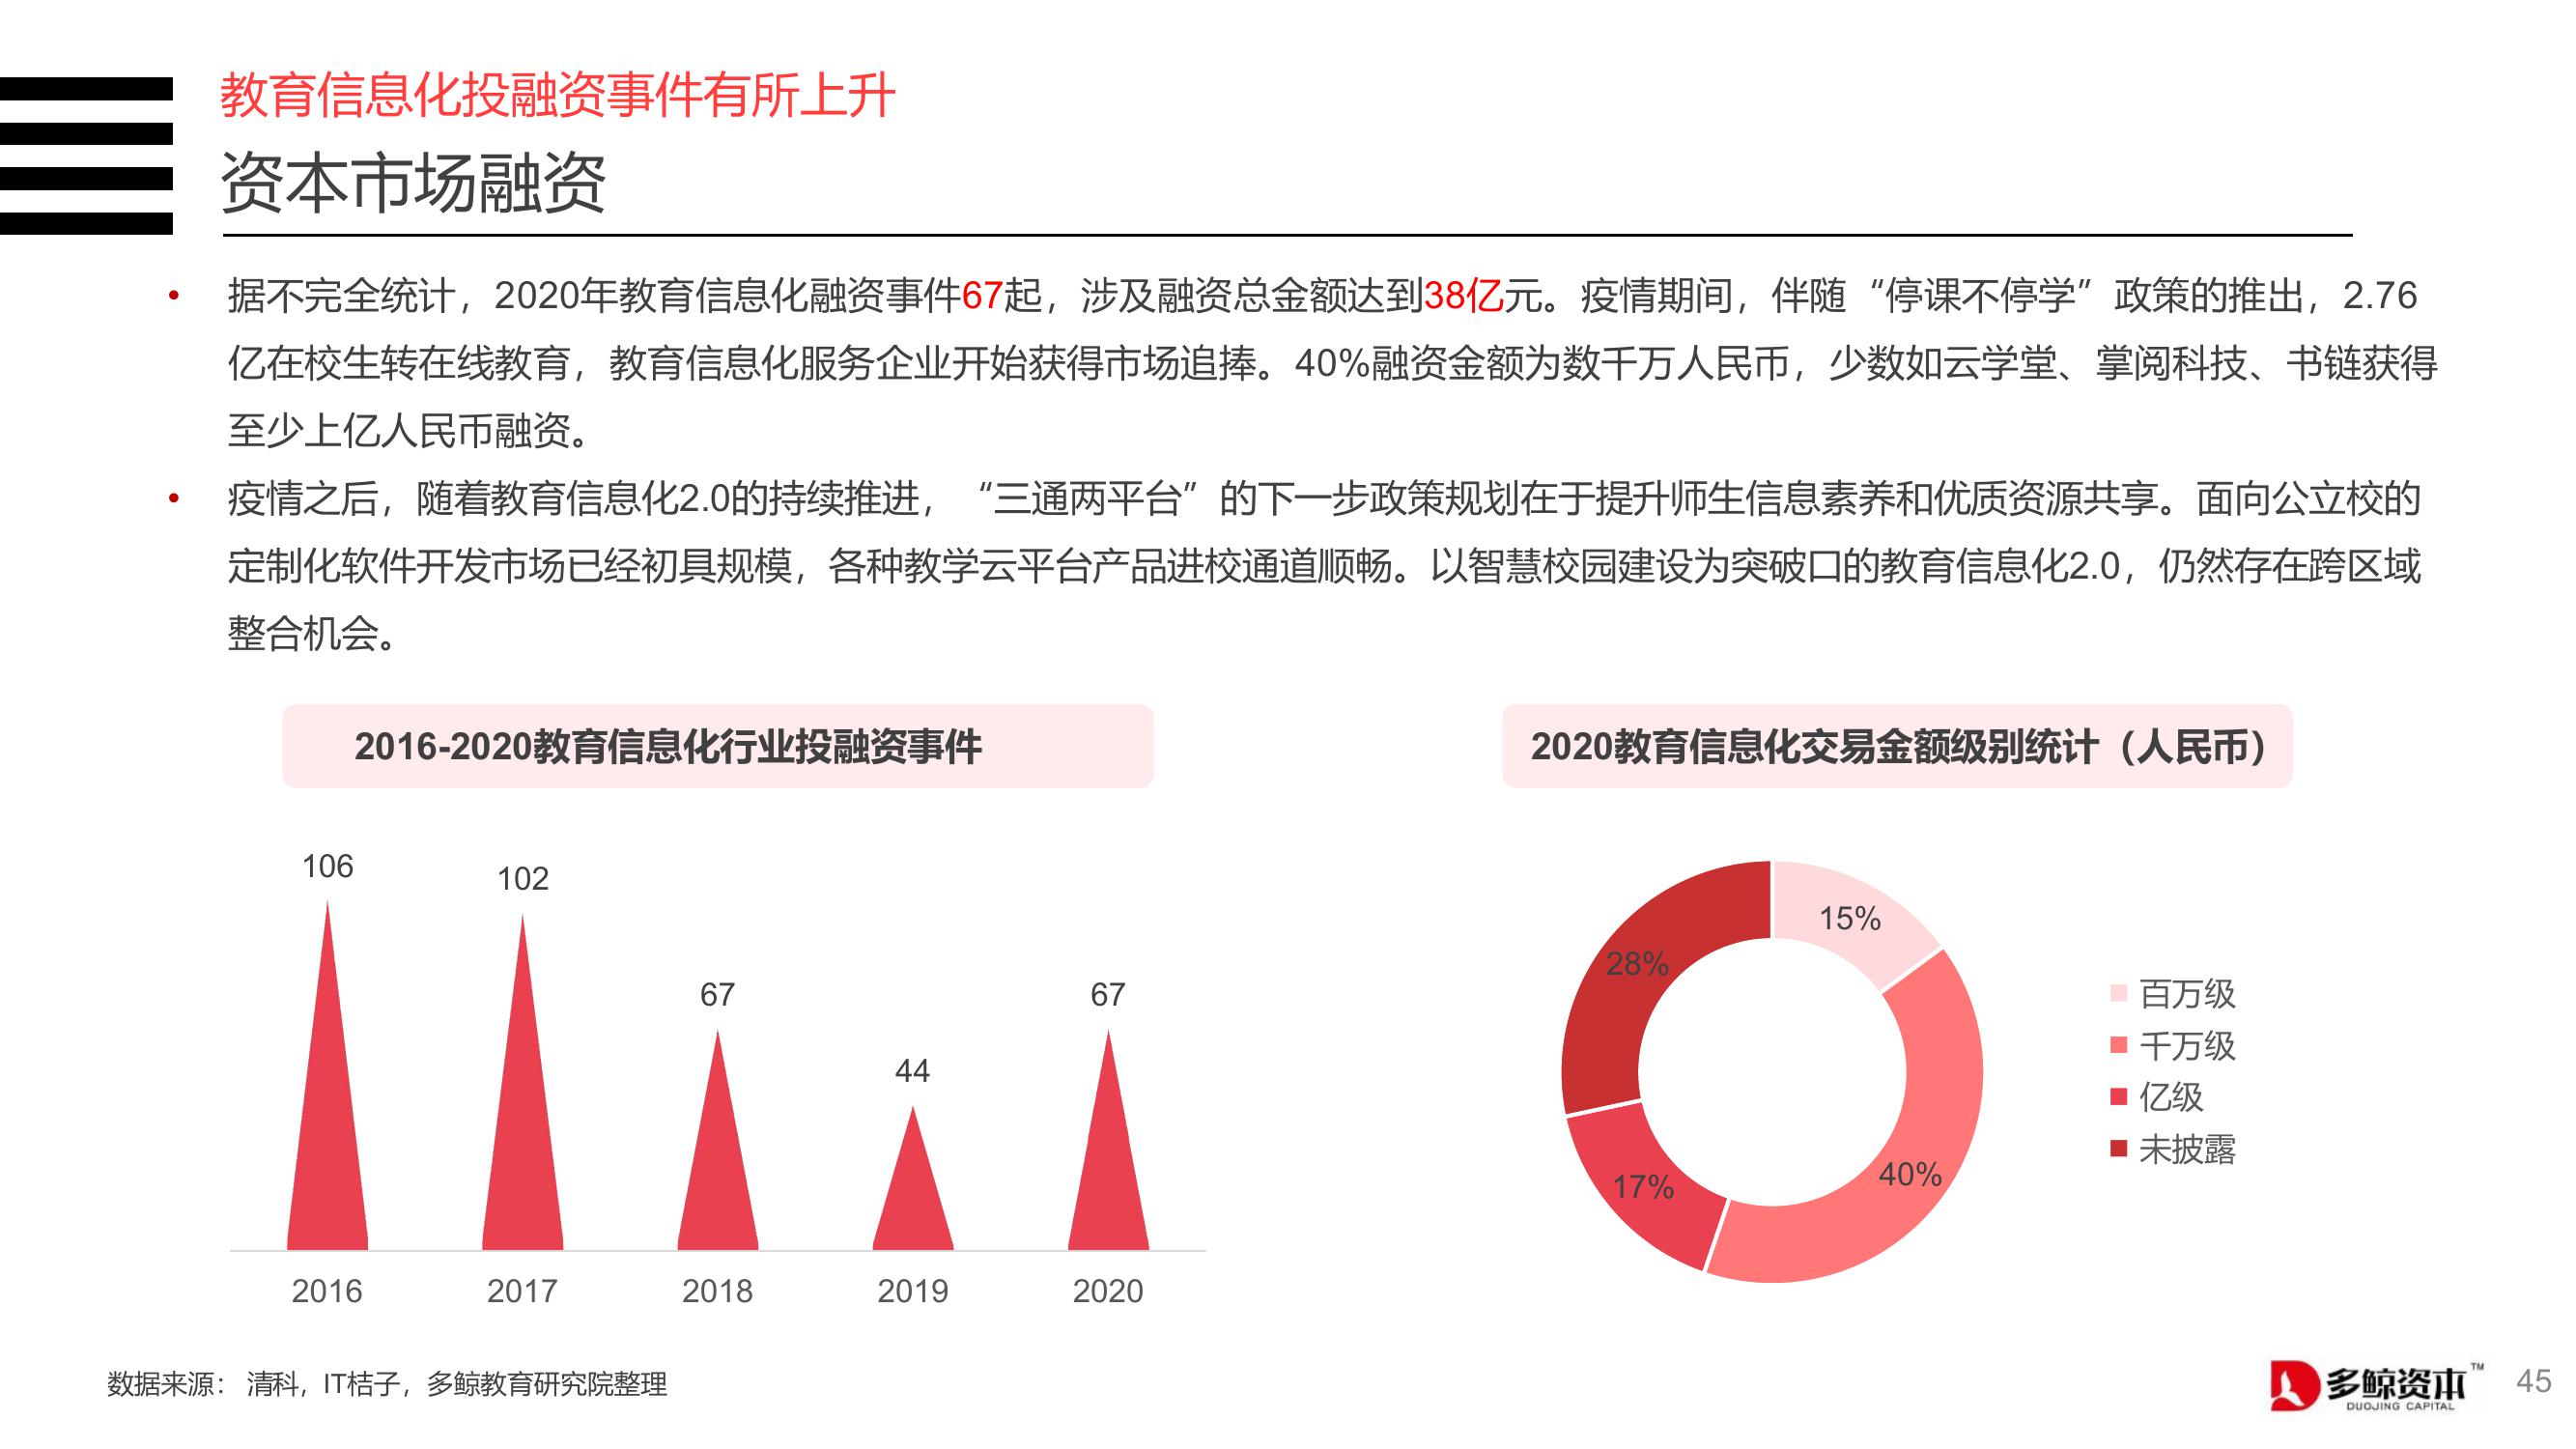 教育信息化投融资事件有所上升
资本市场融资
• 据不完全统计，2020年教育信息化融资事件67起，涉及融资总金额达到38亿元。疫情期间，伴随“停课不停学”政策的推出，2.76
亿在校生转在线教育，教育信息化服务企业开始获得市场追捧。40%融资金额为数千万人民币，少数如云学堂、掌阅科技、书链获得
至少上亿人民币融资。
• 疫情之后，随着教育信息化2.0的持续推进，“三通两平台”的下一步政策规划在于提升师生信息素养和优质资源共享。面向公立校的
定制化软件开发市场已经初具规模，各种教学云平台产品进校通道顺畅。以智慧校园建设为突破口的教育信息化2.0，仍然存在跨区域
整合机会。
2016-2020教育信息化行业投融资事件
106
102
67
44
67
2016
2017
2018
2019
2020
2020教育信息化交易金额级别统计（人民币）
15%
28%
40%
17%
百万级
千万级
亿级
未披露
数据来源： 清科，IT桔子，多鲸教育研究院整理
多鲸资本™
DUOJING CAPITAL
45